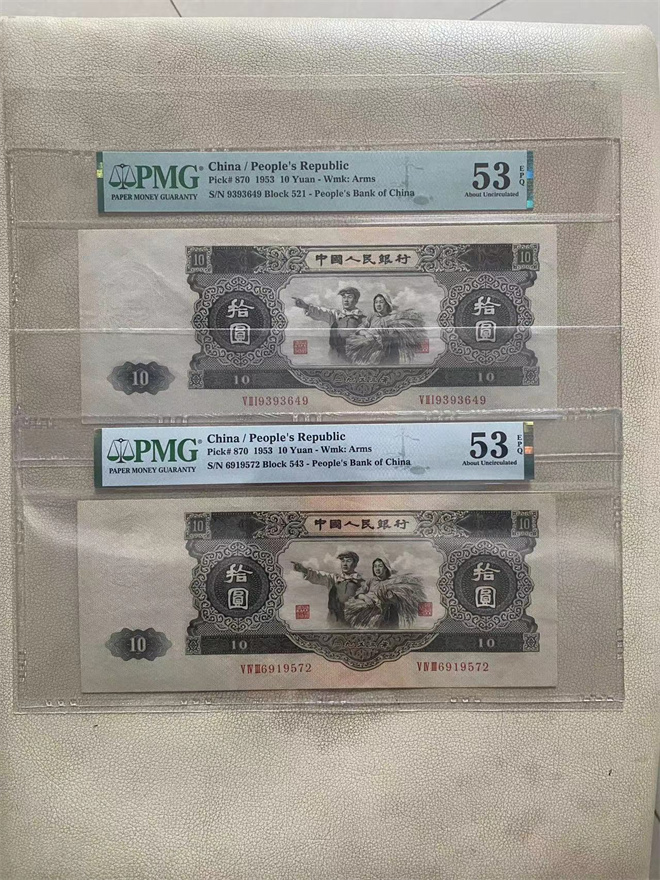 PMG
PAPER MONEY GUARANTY
China / People's Republic
Pick# 870 1953 10 Yuan - Wmk: Arms
S/N 9393649 Block 521 - People's Bank of China
53
EPQ
About Uncirculated
10
中國人民銀行
10
拾圓
拾圓
10
10
10
VⅡI9393649
VⅡI9393649
PMG
PAPER MONEY GUARANTY
China / People's Republic
Pick# 870 1953 10 Yuan - Wmk: Arms
S/N 6919572 Block 543 - People's Bank of China
53
EPQ
About Uncirculated
10
中國人民銀行
10
拾圓
拾圓
10
10
10
ⅤⅣⅢ6919572
ⅤⅣⅢ6919572